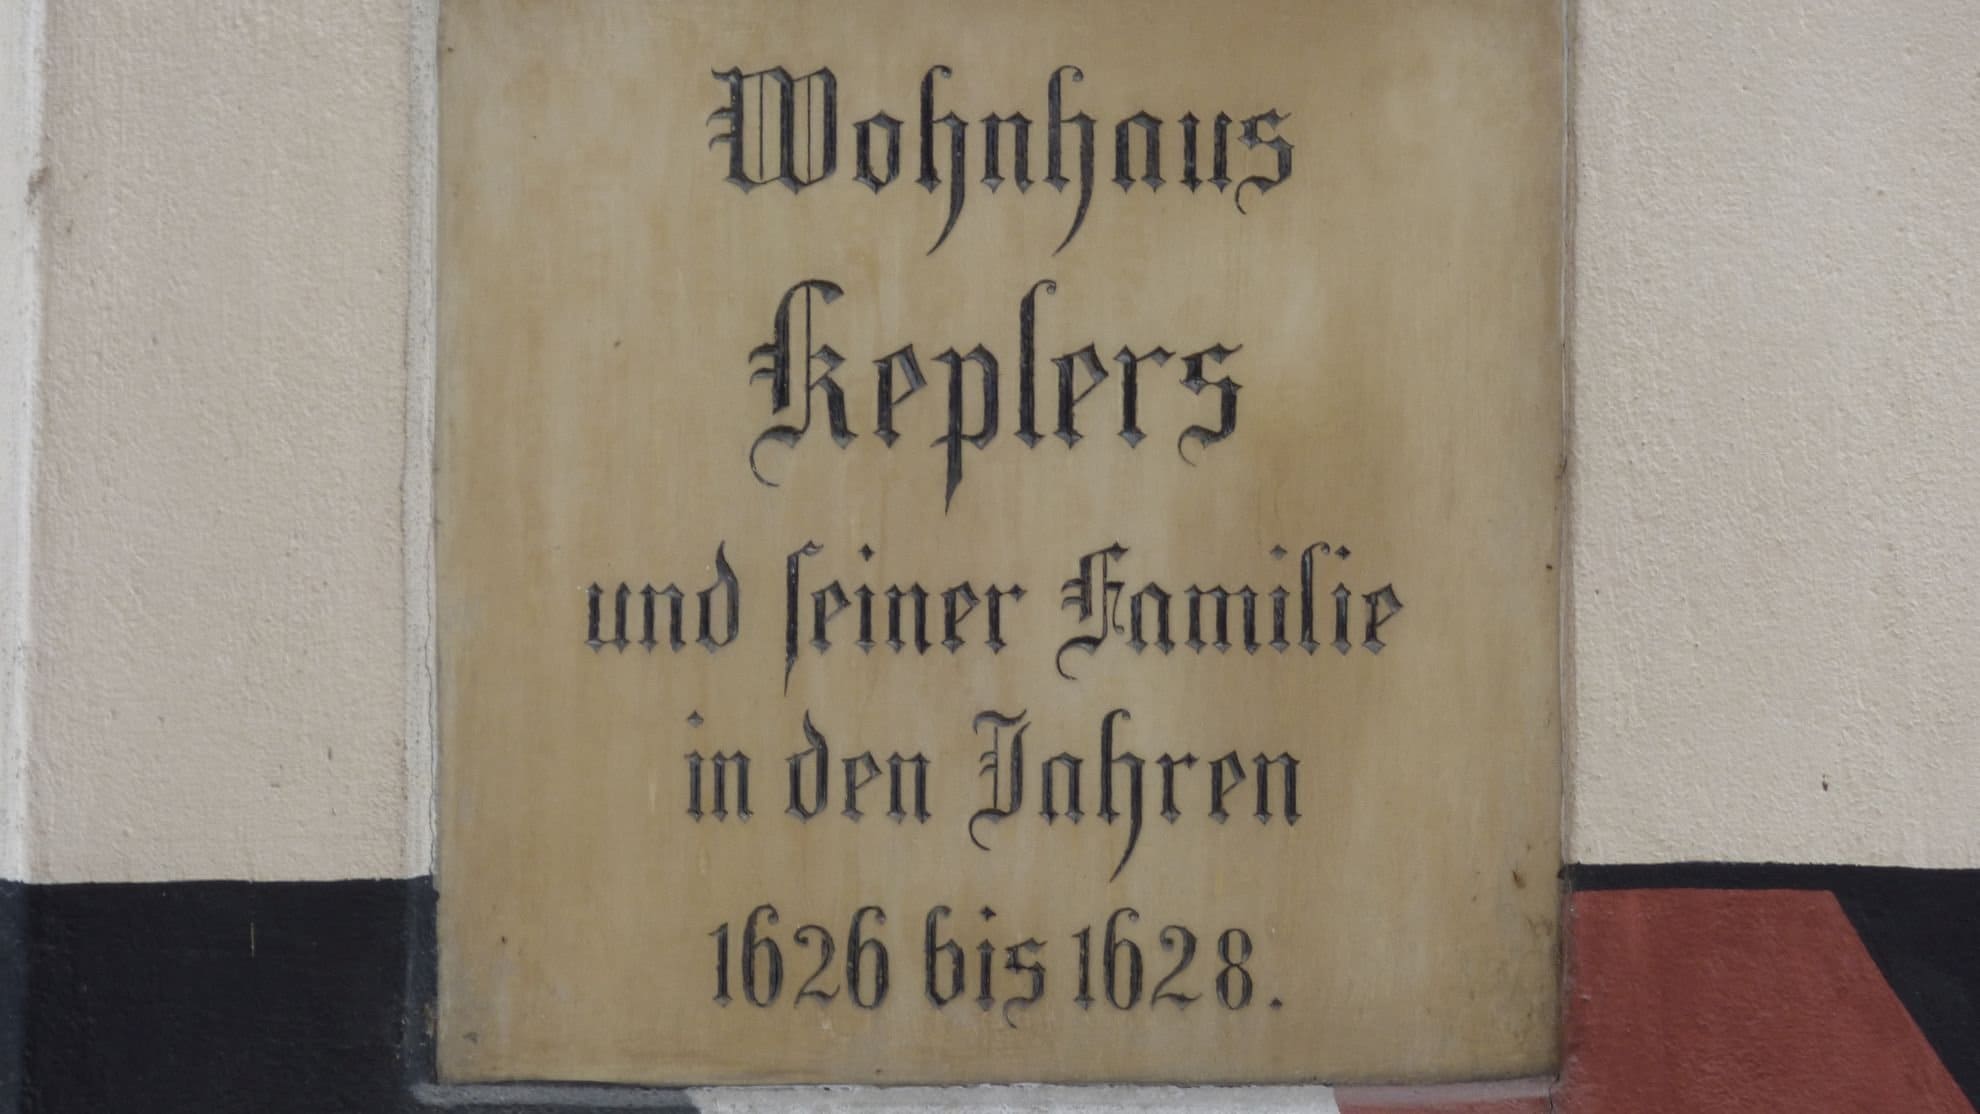 Wohnhaus
Keplers
und ſeiner Familie
in den Jahren
1626 bis 1628.